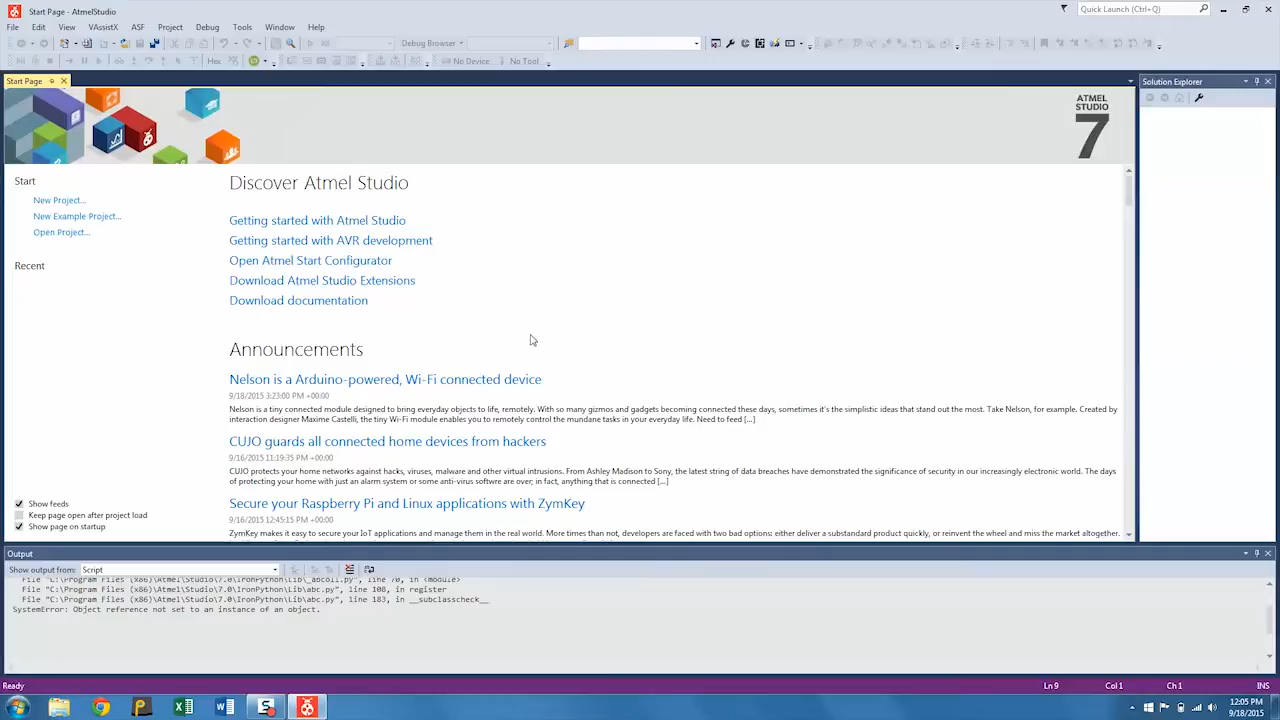 Start Page - AtmelStudio
Quick Launch (Ctrl+Q)
File Edit View VAssistX ASF Project Debug Tools Window Help
Debug Browser
Hex
No Device
No Tool
Start Page
Solution Explorer
ATMEL
STUDIO
7
Start
New Project...
New Example Project...
Open Project...
Recent
Show feeds
Keep page open after project load
Show page on startup
Discover Atmel Studio
Getting started with Atmel Studio
Getting started with AVR development
Open Atmel Start Configurator
Download Atmel Studio Extensions
Download documentation
Announcements
Nelson is a Arduino-powered, Wi-Fi connected device
9/18/2015 3:23:00 PM +00:00
Nelson is a tiny connected module designed to bring everyday objects to life, remotely. With so many gizmos and gadgets becoming connected these days, sometimes it's the simplistic ideas that stand out the most. Take Nelson, for example. Created by
interaction designer Maxime Castelli, the tiny Wi-Fi module enables you to remotely control the mundane tasks in your everyday life. Need to feed [...]
CUJO guards all connected home devices from hackers
9/16/2015 11:19:35 PM +00:00
CUJO protects your home networks against hacks, viruses, malware and other virtual intrusions. From Ashley Madison to Sony, the latest string of data breaches have demonstrated the significance of security in our increasingly electronic world. The days
of protecting your home with just an alarm system or some anti-virus softwre are over; in fact, anything that is connected [...]
Secure your Raspberry Pi and Linux applications with ZymKey
9/16/2015 12:45:15 PM +00:00
ZymKey makes it easy to secure your IoT applications and manage them in the real world. More times than not, developers are faced with two bad options: either deliver a substandard product quickly, or reinvent the wheel and miss the market altogether.
Output
Show output from: Script
File "C:\Program Files (x86)\Atmel\Studio\7.0\IronPython\Lib\_abcoll.py", line 70, in <module>
File "C:\Program Files (x86)\Atmel\Studio\7.0\IronPython\Lib\abc.py", line 108, in register
File "C:\Program Files (x86)\Atmel\Studio\7.0\IronPython\Lib\abc.py", line 183, in __subclasscheck__
SystemError: Object reference not set to an instance of an object.
Ready
Ln 9 Col 1 Ch 1 INS
12:05 PM
9/18/2015